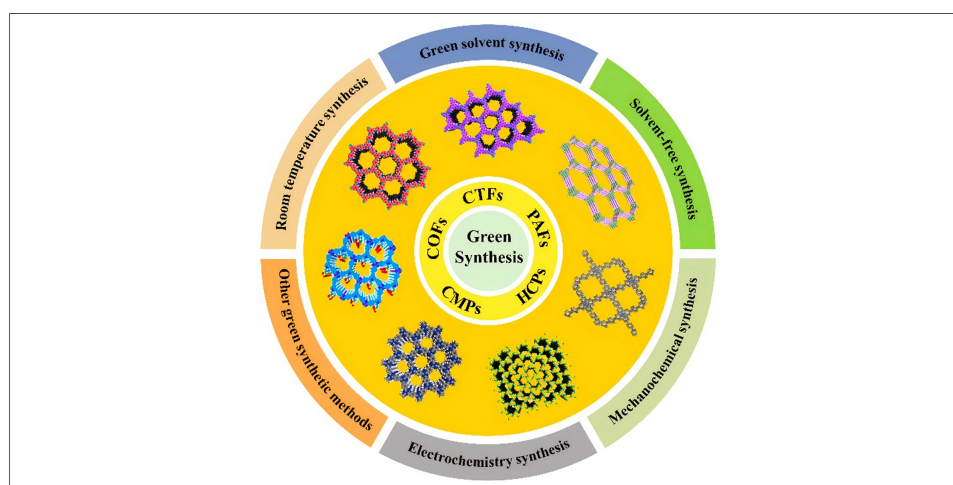 Green solvent synthesis
Solvent-free synthesis
Mechanochemical synthesis
Electrochemistry synthesis
Other green synthetic methods
Room temperature synthesis
CTFs
PAFs
HCPs
CMPs
COFs
Green
Synthesis